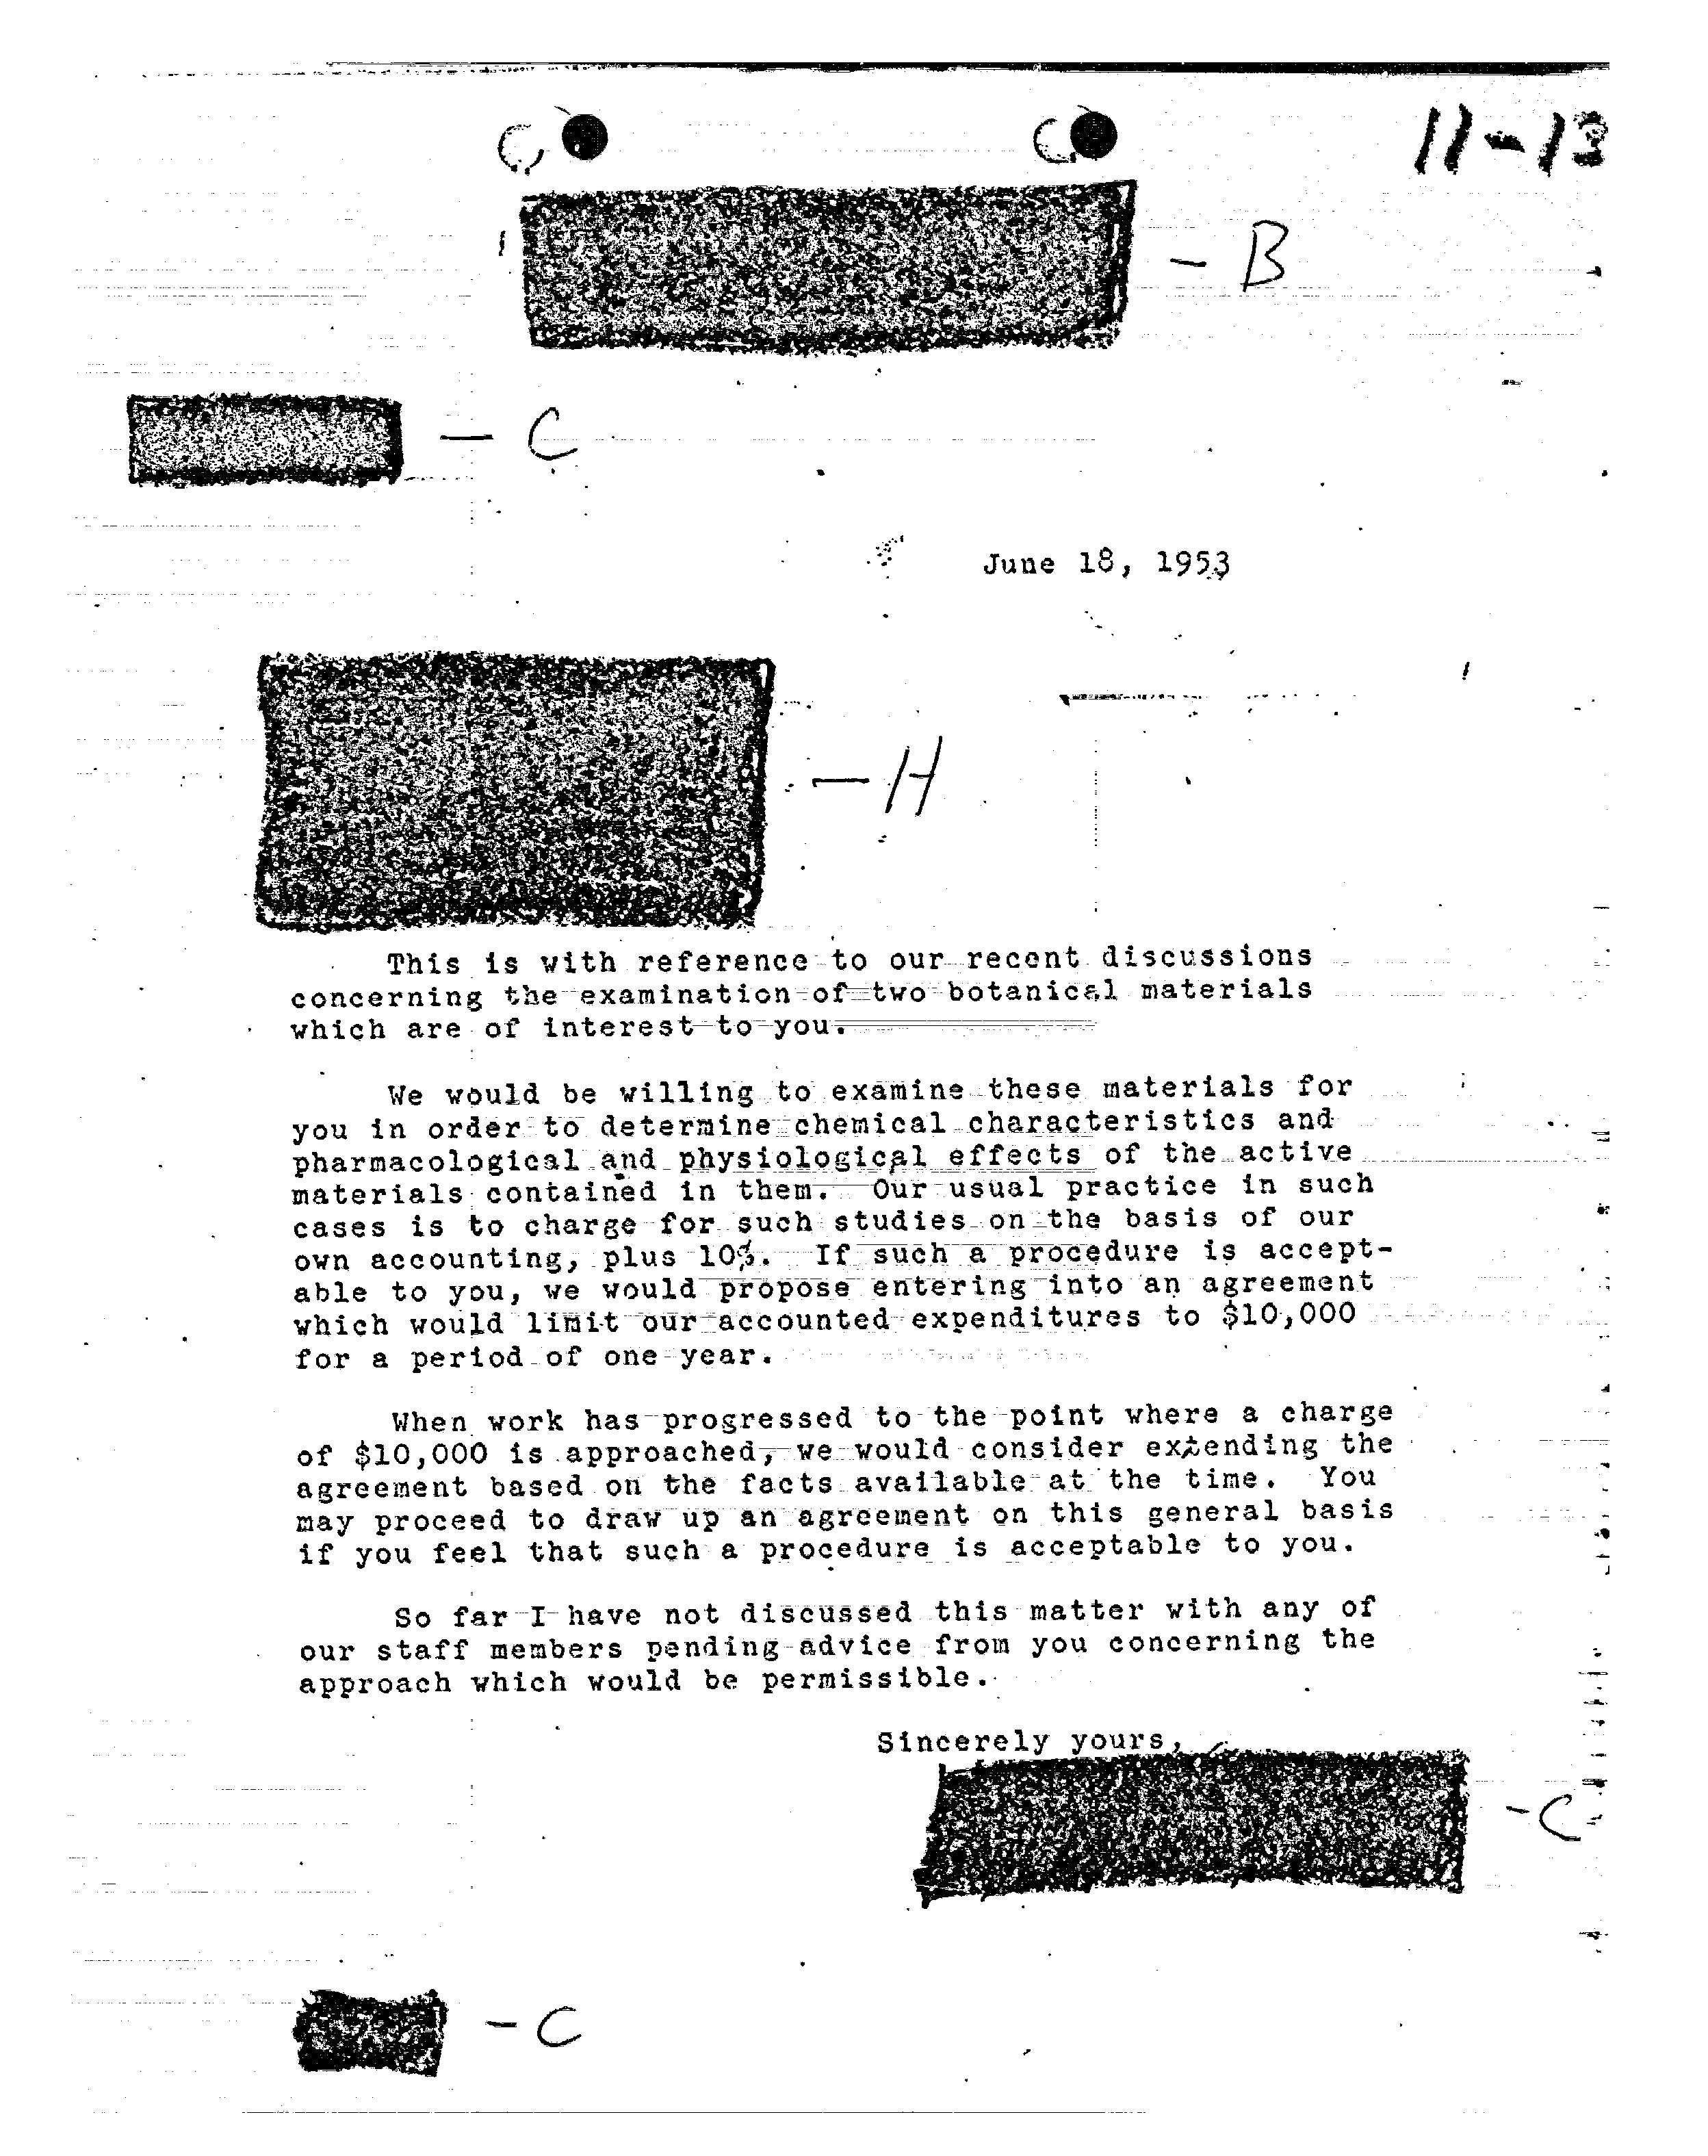 11-13
- B
- C
June 18, 1953
- H
This is with reference to our recent discussions
concerning the examination of two botanical materials
which are of interest to you.
We would be willing to examine these materials for
you in order to determine chemical characteristics and
pharmacological and physiological effects of the active
materials contained in them. Our usual practice in such
cases is to charge for such studies on the basis of our
own accounting, plus 10%. If such a procedure is accept-
able to you, we would propose entering into an agreement
which would limit our accounted expenditures to $10,000
for a period of one year.
When work has progressed to the point where a charge
of $10,000 is approached, we would consider extending the
agreement based on the facts available at the time. You
may proceed to draw up an agreement on this general basis
if you feel that such a procedure is acceptable to you.
So far I have not discussed this matter with any of
our staff members pending advice from you concerning the
approach which would be permissible.
Sincerely yours,
- C
- C